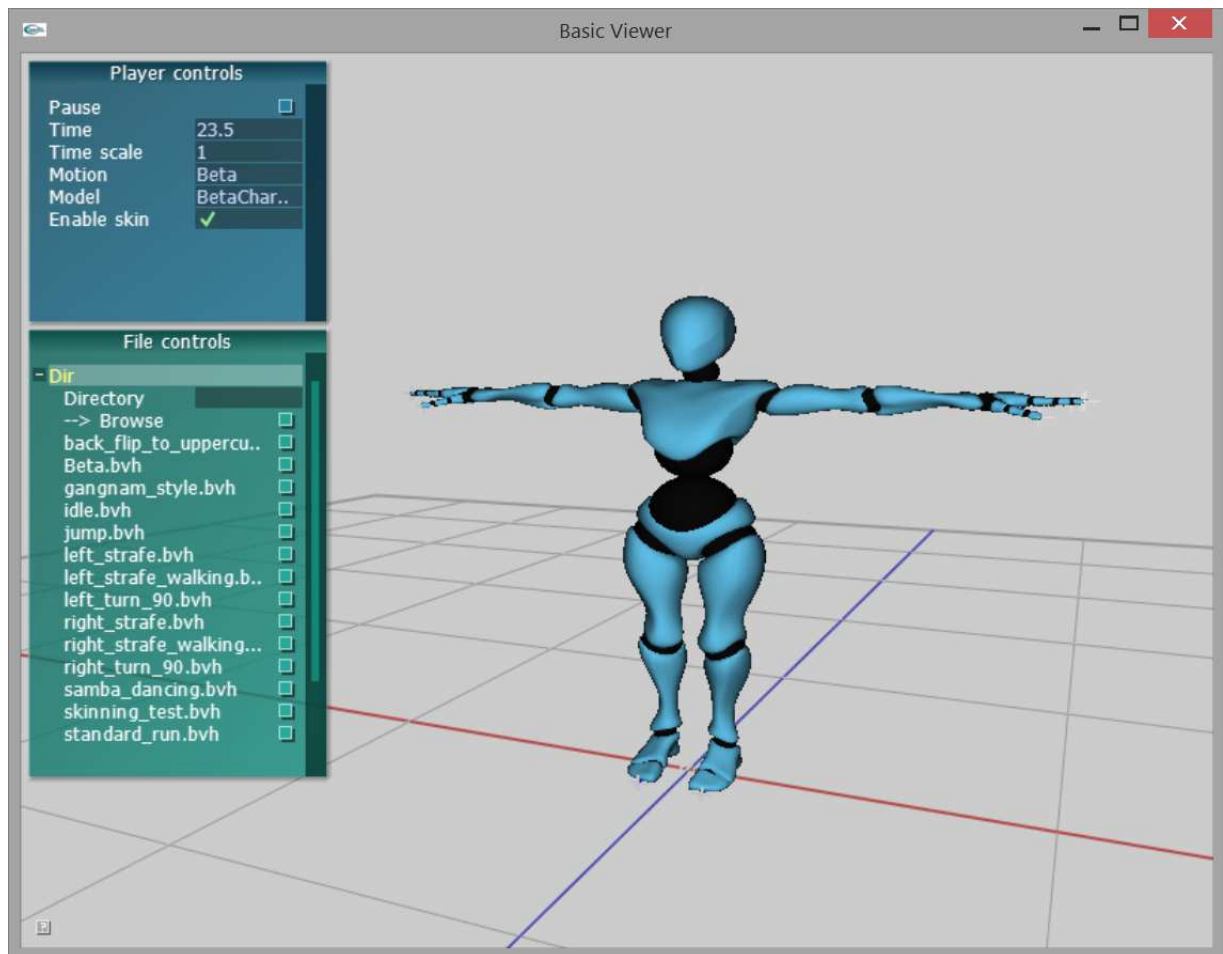 Basic Viewer
Player controls
Pause
Time 23.5
Time scale 1
Motion Beta
Model BetaChar..
Enable skin
File controls
Dir
Directory
--> Browse
back_flip_to_uppercu..
Beta.bvh
gangnam_style.bvh
idle.bvh
jump.bvh
left_strafe.bvh
left_strafe_walking.b..
left_turn_90.bvh
right_strafe.bvh
right_strafe_walking...
right_turn_90.bvh
samba_dancing.bvh
skinning_test.bvh
standard_run.bvh
?